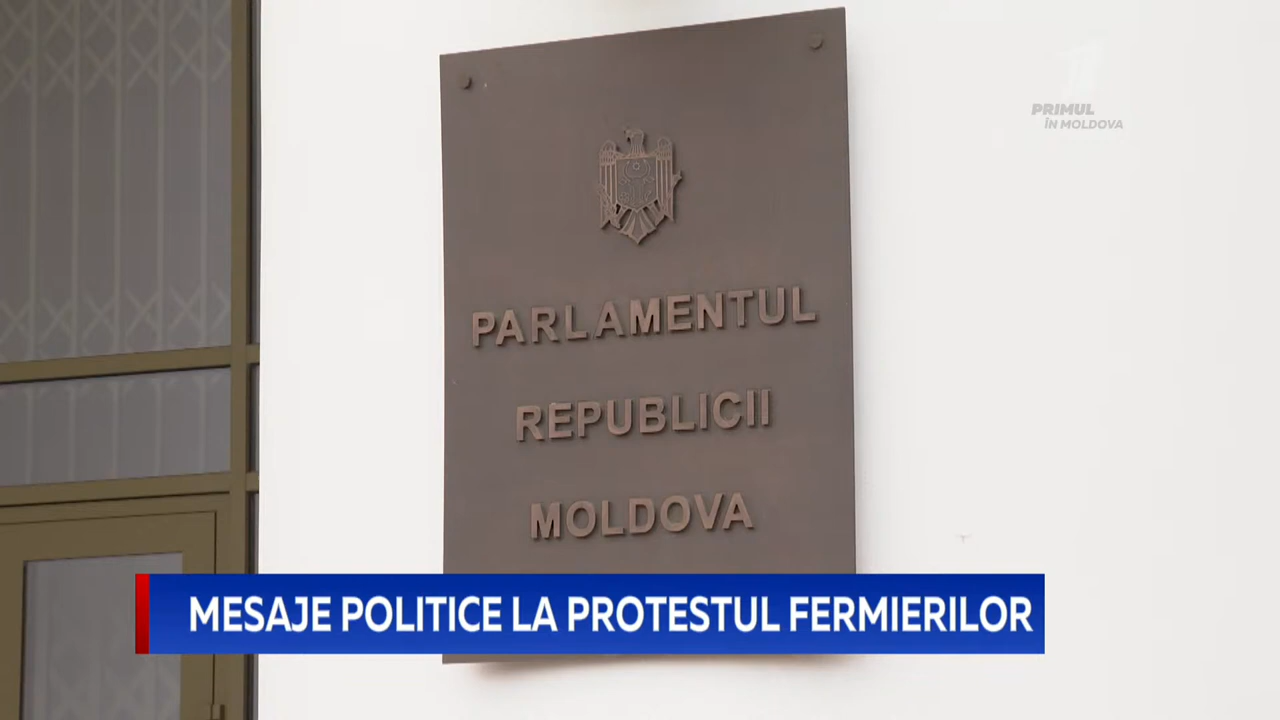 PRIMUL
ÎN MOLDOVA
PARLAMENTUL
REPUBLICII
MOLDOVA
MESAJE POLITICE LA PROTESTUL FERMIERILOR